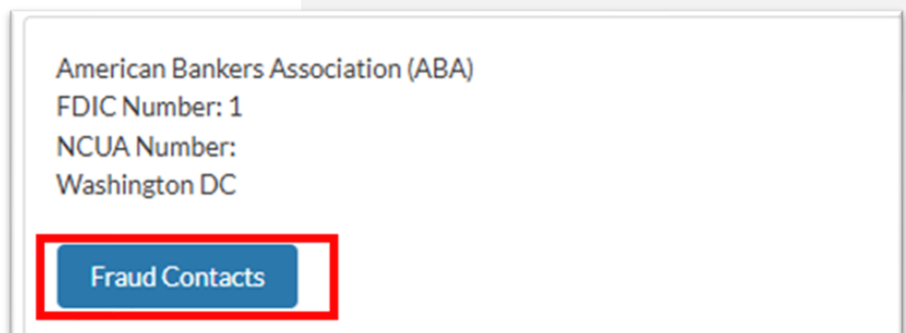 American Bankers Association (ABA)
FDIC Number: 1
NCUA Number:
Washington DC
Fraud Contacts